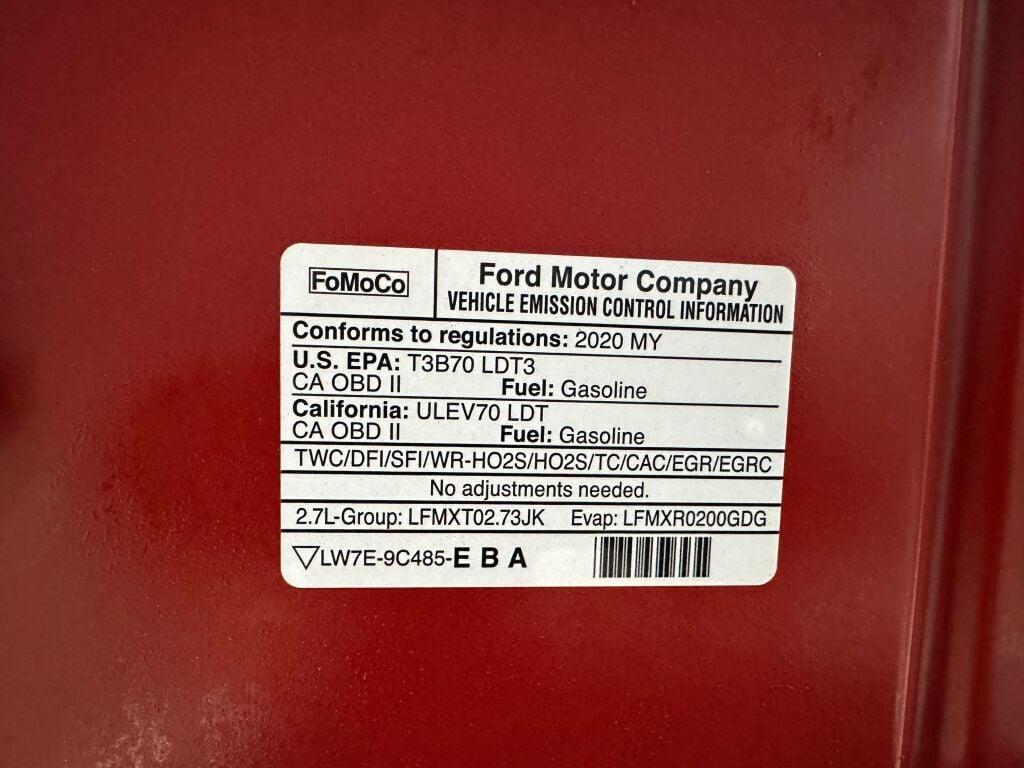 FoMoCo
Ford Motor Company
VEHICLE EMISSION CONTROL INFORMATION
Conforms to regulations: 2020 MY
U.S. EPA: T3B70 LDT3
CA OBD II Fuel: Gasoline
California: ULEV70 LDT
CA OBD II Fuel: Gasoline
TWC/DFI/SFI/WR-HO2S/HO2S/TC/CAC/EGR/EGRC
No adjustments needed.
2.7L-Group: LFMXT02.73JK Evap: LFMXR0200GDG
▽LW7E-9C485-E B A